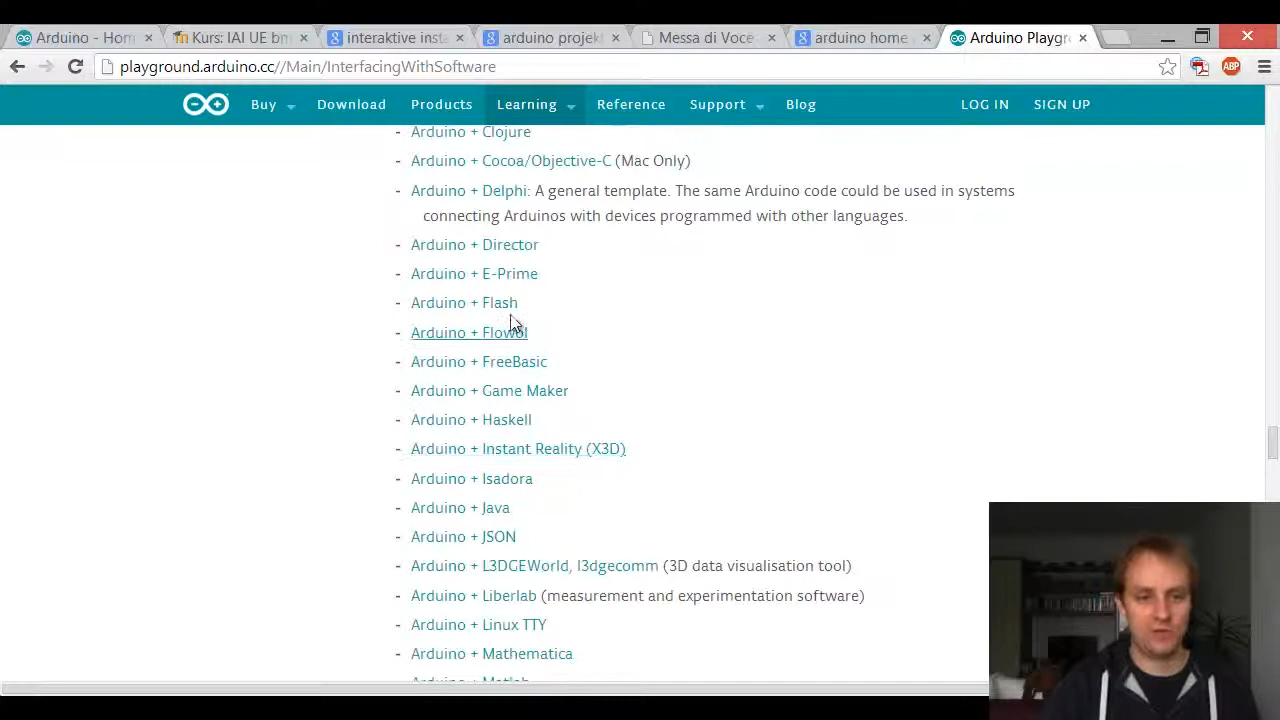 Arduino - Hom
Kurs: IAI UE bm
interaktive insta
arduino projek
Messa di Voce
arduino home
Arduino Playgr
playground.arduino.cc//Main/InterfacingWithSoftware
ABP
Buy Download Products Learning Reference Support Blog LOG IN SIGN UP
- Arduino + Clojure
- Arduino + Cocoa/Objective-C (Mac Only)
- Arduino + Delphi: A general template. The same Arduino code could be used in systems
connecting Arduinos with devices programmed with other languages.
- Arduino + Director
- Arduino + E-Prime
- Arduino + Flash
- Arduino + Flowol
- Arduino + FreeBasic
- Arduino + Game Maker
- Arduino + Haskell
- Arduino + Instant Reality (X3D)
- Arduino + Isadora
- Arduino + Java
- Arduino + JSON
- Arduino + L3DGEWorld, l3dgecomm (3D data visualisation tool)
- Arduino + Liberlab (measurement and experimentation software)
- Arduino + Linux TTY
- Arduino + Mathematica
- Arduino + Matlab